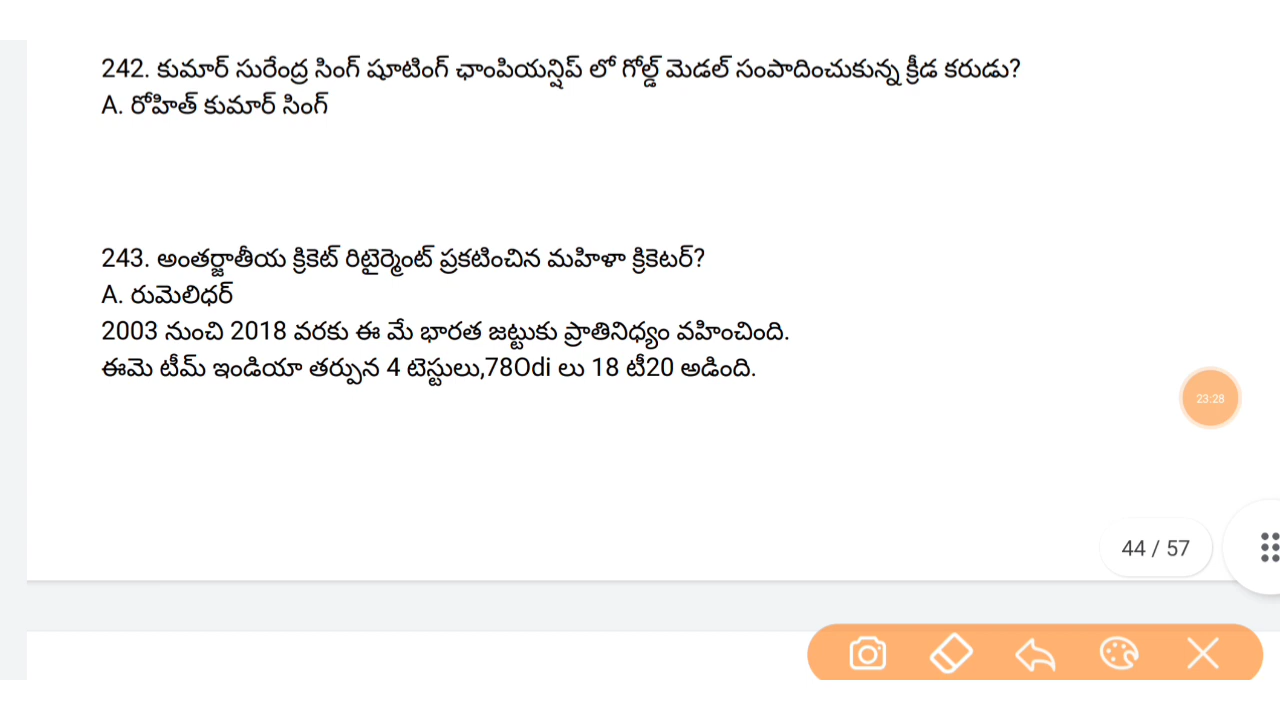 242. కుమార్ సురేంద్ర సింగ్ షూటింగ్ ఛాంపియన్షిప్ లో గోల్డ్ మెడల్ సంపాదించుకున్న క్రీడ కరుడు?
A. రోహిత్ కుమార్ సింగ్
243. అంతర్జాతీయ క్రికెట్ రిటైర్మెంట్ ప్రకటించిన మహిళా క్రికెటర్?
A. రుమెలిధర్
2003 నుంచి 2018 వరకు ఈ మే భారత జట్టుకు ప్రాతినిధ్యం వహించింది.
ఈమె టీమ్ ఇండియా తర్పున 4 టెస్టులు,78Odi లు 18 టీ20 అడింది.
23:28
44 / 57